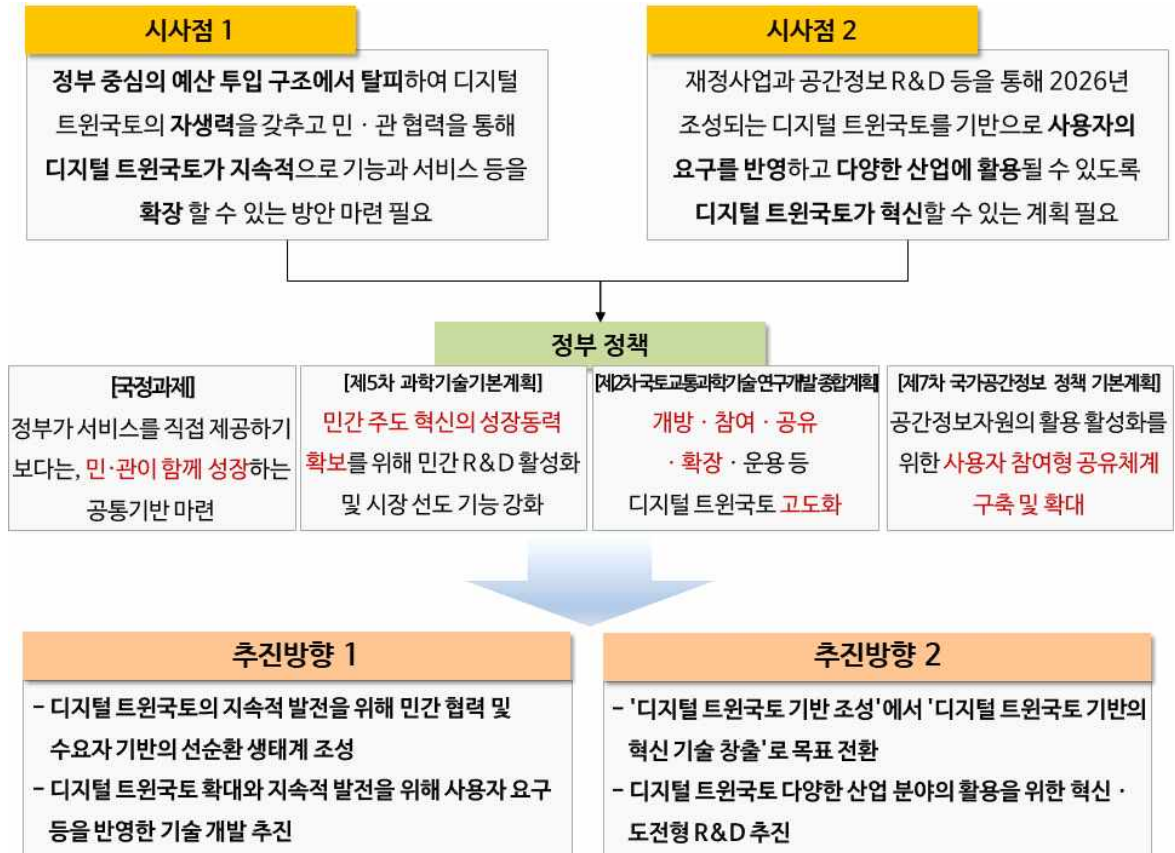 시사점 1
정부 중심의 예산 투입 구조에서 탈피하여 디지털
트윈국토의 자생력을 갖추고 민·관 협력을 통해
디지털 트윈국토가 지속적으로 기능과 서비스 등을
확장 할 수 있는 방안 마련 필요
시사점 2
재정사업과 공간정보 R&D 등을 통해 2026년
조성되는 디지털 트윈국토를 기반으로 사용자의
요구를 반영하고 다양한 산업에 활용될 수 있도록
디지털 트윈국토가 혁신할 수 있는 계획 필요
정부 정책
[국정과제]
정부가 서비스를 직접 제공하기
보다는, 민·관이 함께 성장하는
공통기반 마련
[제5차 과학기술기본계획]
민간 주도 혁신의 성장동력
확보를 위해 민간 R&D 활성화
및 시장 선도 기능 강화
[제2차 국토교통과학기술 연구개발 종합계획]
개방·참여·공유
·확장·운용 등
디지털 트윈국토 고도화
[제7차 국가공간정보 정책 기본계획]
공간정보자원의 활용 활성화를
위한 사용자 참여형 공유체계
구축 및 확대
추진방향 1
- 디지털 트윈국토의 지속적 발전을 위해 민간 협력 및
수요자 기반의 선순환 생태계 조성
- 디지털 트윈국토 확대와 지속적 발전을 위해 사용자 요구
등을 반영한 기술 개발 추진
추진방향 2
- '디지털 트윈국토 기반 조성'에서 '디지털 트윈국토 기반의
혁신 기술 창출'로 목표 전환
- 디지털 트윈국토 다양한 산업 분야의 활용을 위한 혁신·
도전형 R&D 추진